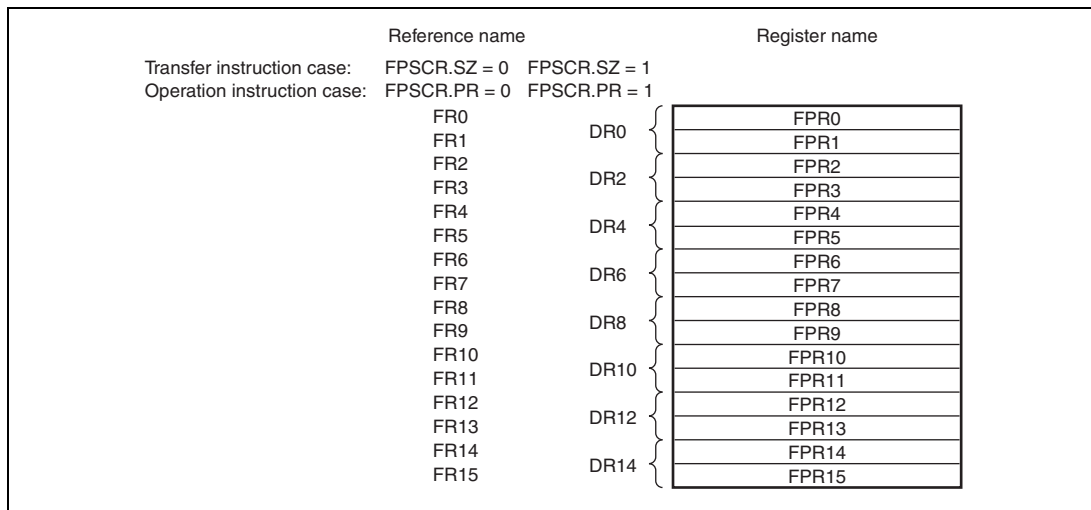 Reference name Register name
Transfer instruction case: FPSCR.SZ = 0 FPSCR.SZ = 1
Operation instruction case: FPSCR.PR = 0 FPSCR.PR = 1
FR0 FPR0
DR0
FR1 FPR1
FR2 FPR2
DR2
FR3 FPR3
FR4 FPR4
DR4
FR5 FPR5
FR6 FPR6
DR6
FR7 FPR7
FR8 FPR8
DR8
FR9 FPR9
FR10 FPR10
DR10
FR11 FPR11
FR12 FPR12
DR12
FR13 FPR13
FR14 FPR14
DR14
FR15 FPR15